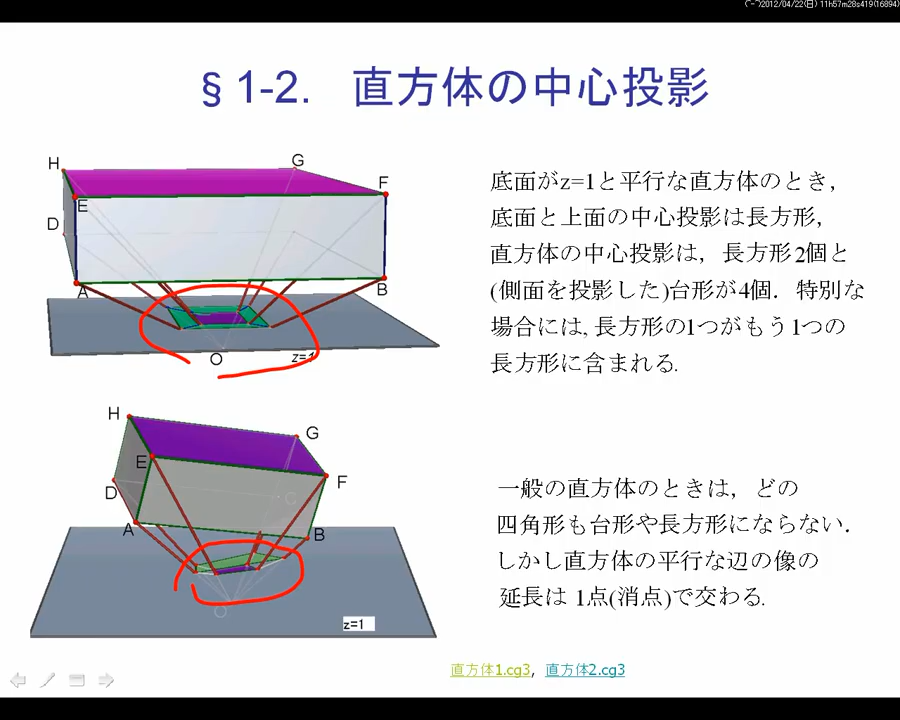 (´-`)2012/04/22(日) 11h57m28s419(16894)
§1-2. 直方体の中心投影
H
G
F
E
D
A
B
O
z=1
底面がz=1と平行な直方体のとき,
底面と上面の中心投影は長方形,
直方体の中心投影は, 長方形2個と
(側面を投影した)台形が4個. 特別な
場合には, 長方形の1つがもう1つの
長方形に含まれる.
H
G
E
F
D
C
A
B
O
z=1
一般の直方体のときは, どの
四角形も台形や長方形にならない.
しかし直方体の平行な辺の像の
延長は 1点(消点)で交わる.
直方体1.cg3, 直方体2.cg3